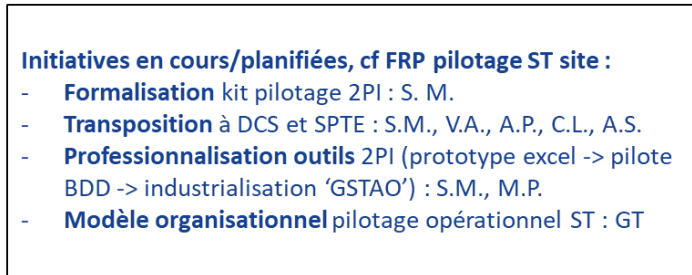 Initiatives en cours/planifiées, cf FRP pilotage ST site :
- Formalisation kit pilotage 2PI : S. M.
- Transposition à DCS et SPTE : S.M., V.A., A.P., C.L., A.S.
- Professionnalisation outils 2PI (prototype excel -> pilote
BDD -> industrialisation ‘GSTAO’) : S.M., M.P.
- Modèle organisationnel pilotage opérationnel ST : GT